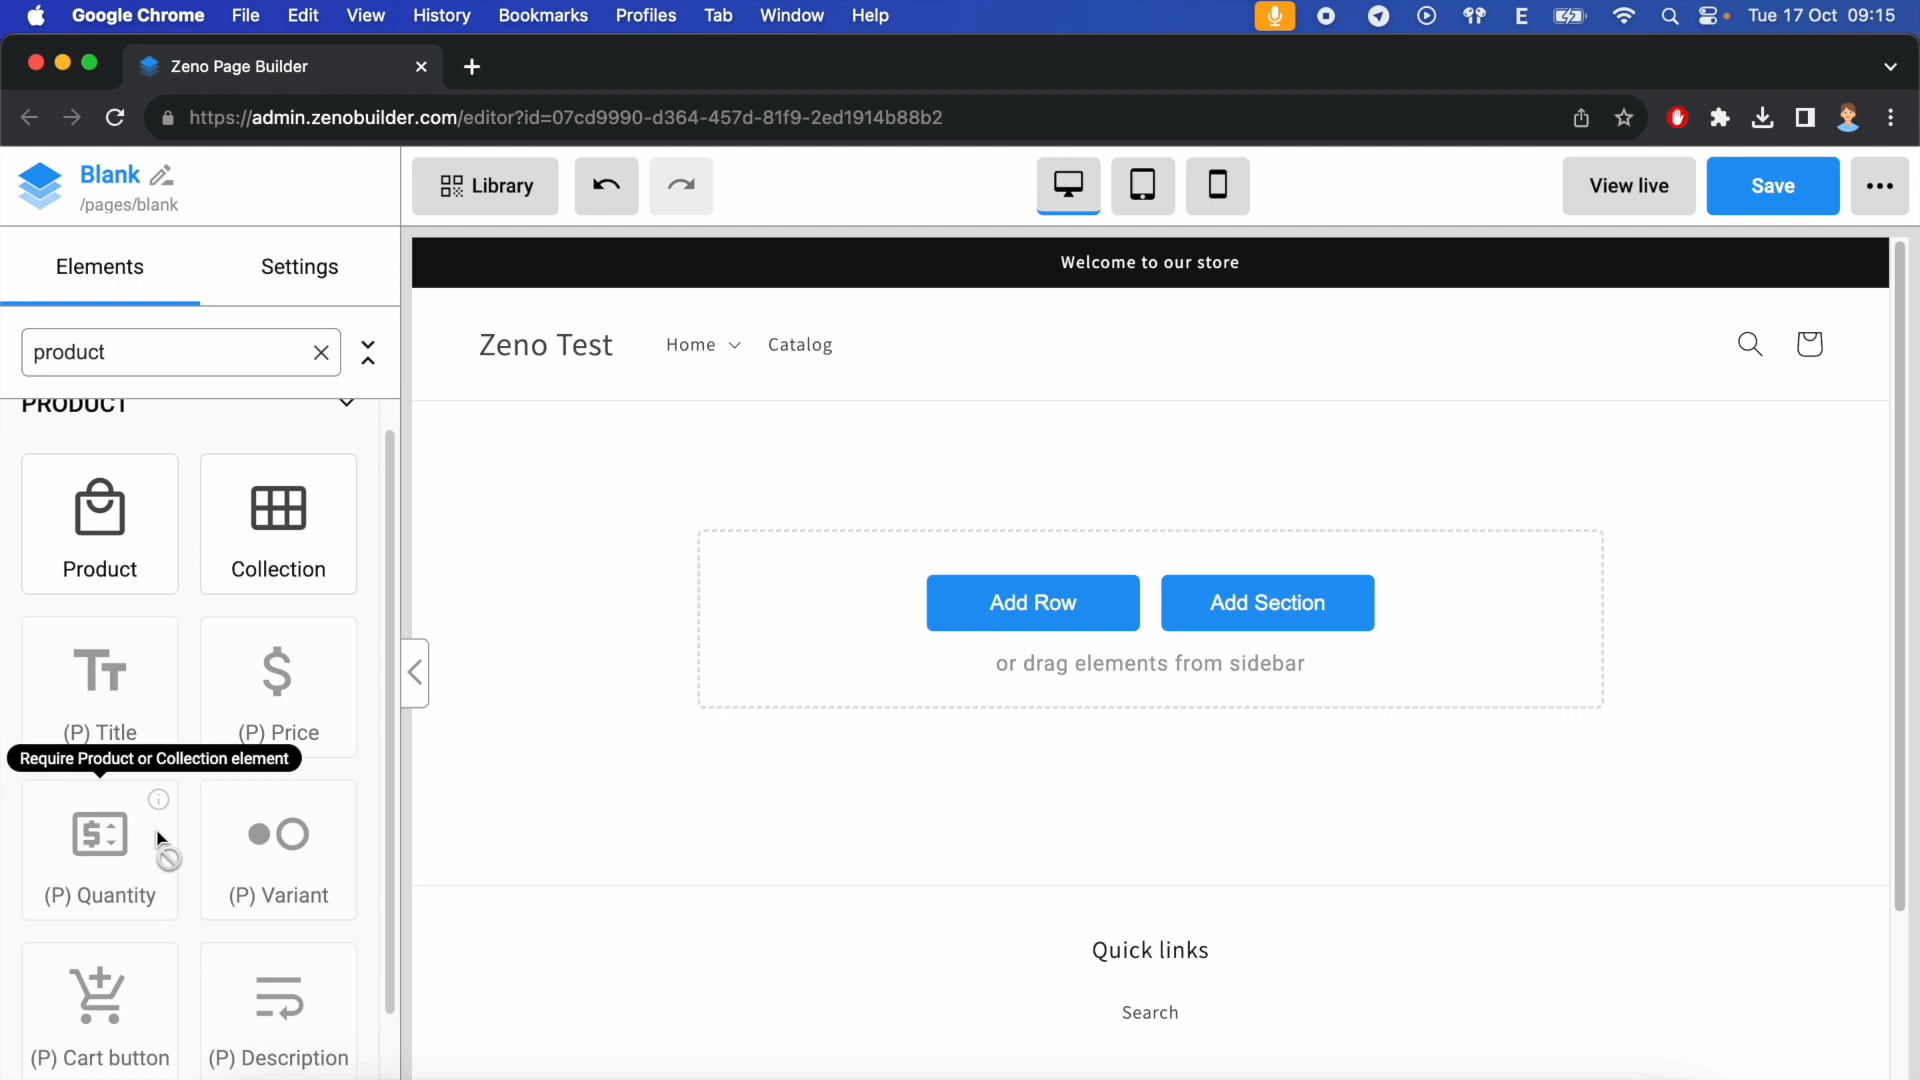 Google Chrome File Edit View History Bookmarks Profiles Tab Window Help E Tue 17 Oct 09:15
Zeno Page Builder
https://admin.zenobuilder.com/editor?id=07cd9990-d364-457d-81f9-2ed1914b88b2
Blank
/pages/blank
Library
View live
Save
Elements
Settings
product
PRODUCT
Product
Collection
(P) Title
(P) Price
Require Product or Collection element
(P) Quantity
(P) Variant
(P) Cart button
(P) Description
Welcome to our store
Zeno Test
Home
Catalog
Add Row
Add Section
or drag elements from sidebar
Quick links
Search